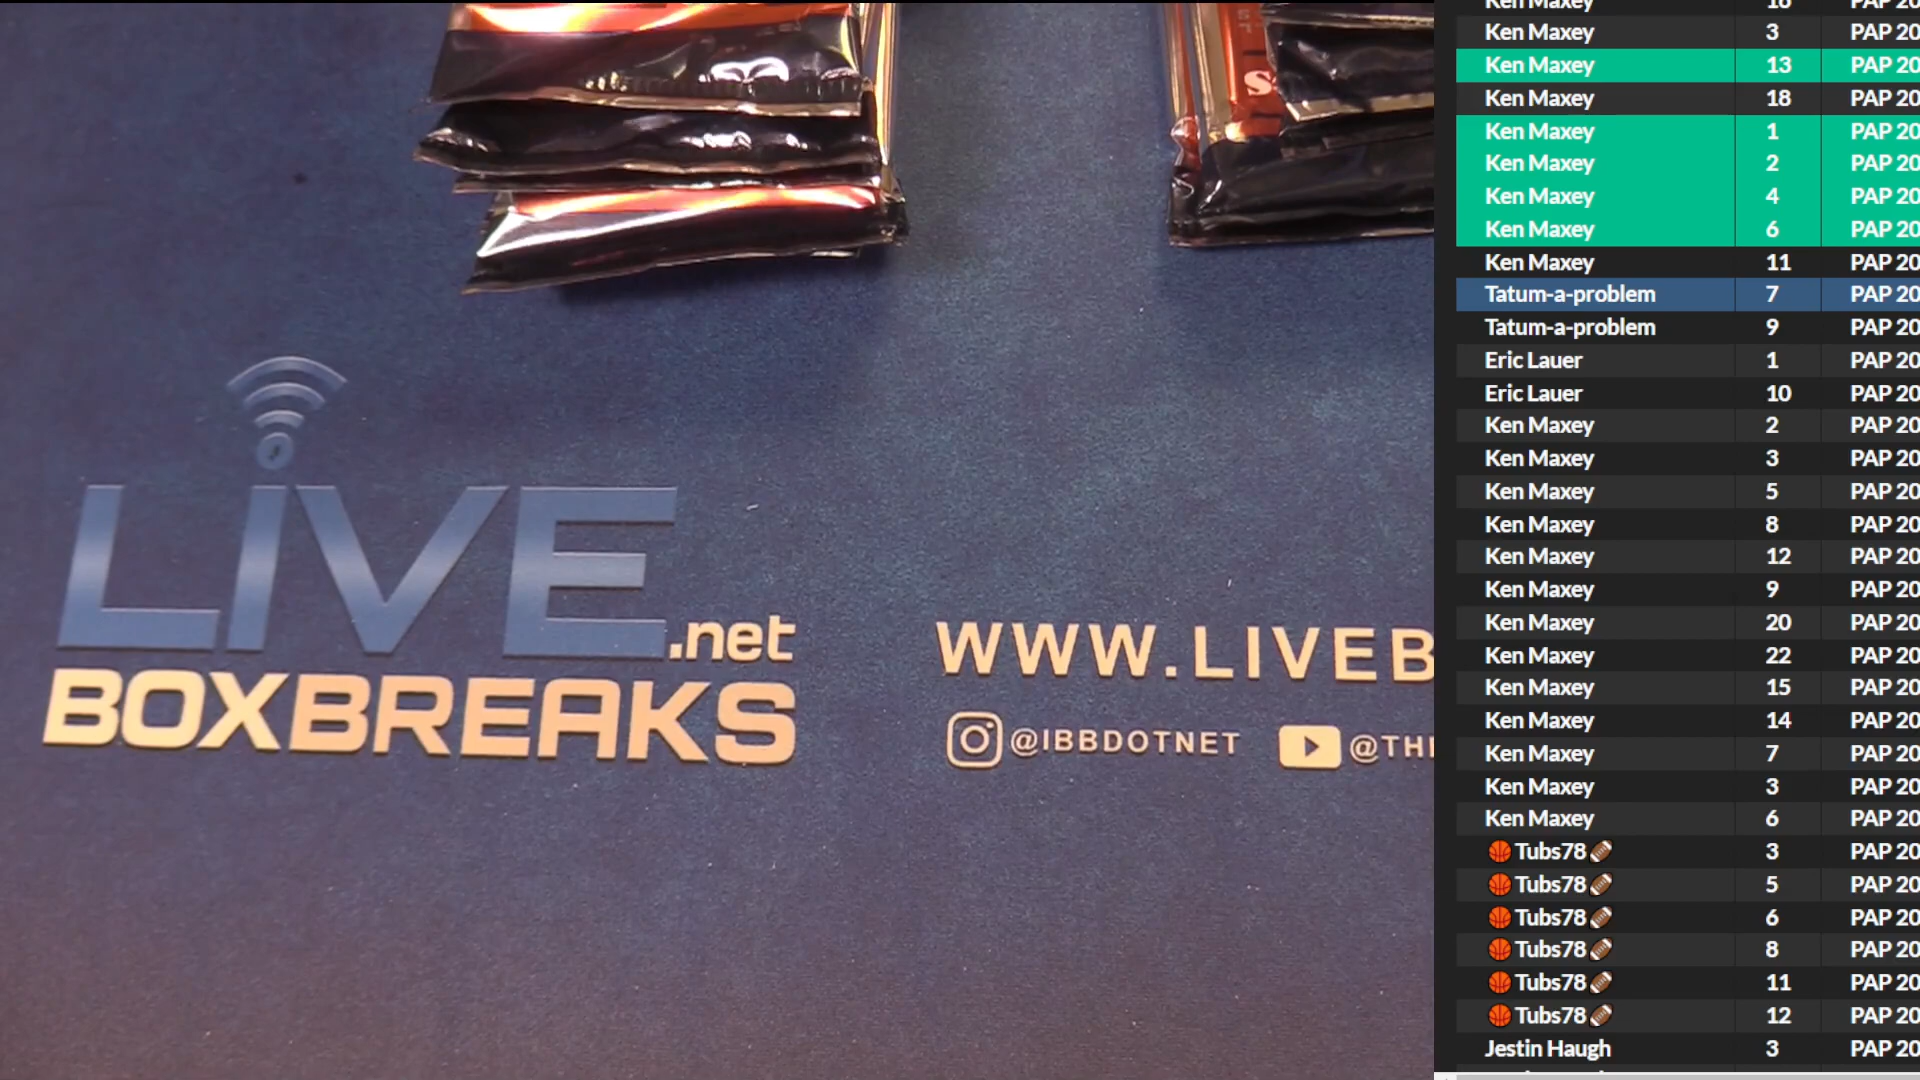 S
LIVE.net
BOXBREAKS
WWW.LIVEB
@IBBDOTNET
@TH
Ken Maxey 16 PAP 20
Ken Maxey 3 PAP 20
Ken Maxey 13 PAP 20
Ken Maxey 18 PAP 20
Ken Maxey 1 PAP 20
Ken Maxey 2 PAP 20
Ken Maxey 4 PAP 20
Ken Maxey 6 PAP 20
Ken Maxey 11 PAP 20
Tatum-a-problem 7 PAP 20
Tatum-a-problem 9 PAP 20
Eric Lauer 1 PAP 20
Eric Lauer 10 PAP 20
Ken Maxey 2 PAP 20
Ken Maxey 3 PAP 20
Ken Maxey 5 PAP 20
Ken Maxey 8 PAP 20
Ken Maxey 12 PAP 20
Ken Maxey 9 PAP 20
Ken Maxey 20 PAP 20
Ken Maxey 22 PAP 20
Ken Maxey 15 PAP 20
Ken Maxey 14 PAP 20
Ken Maxey 7 PAP 20
Ken Maxey 3 PAP 20
Ken Maxey 6 PAP 20
🏀Tubs78🏈 3 PAP 20
🏀Tubs78🏈 5 PAP 20
🏀Tubs78🏈 6 PAP 20
🏀Tubs78🏈 8 PAP 20
🏀Tubs78🏈 11 PAP 20
🏀Tubs78🏈 12 PAP 20
Jestin Haugh 3 PAP 20